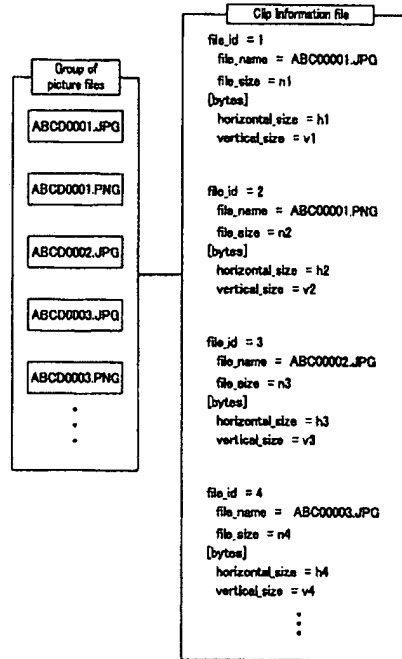 Group of
picture files
ABCD0001.JPG
ABCD0001.PNG
ABCD0002.JPG
ABCD0003.JPG
ABCD0003.PNG
Clip Information file
file_id = 1
file_name = ABC00001.JPG
file_size = n1
[bytes]
horizontal_size = h1
vertical_size = v1
file_id = 2
file_name = ABC00001.PNG
file_size = n2
[bytes]
horizontal_size = h2
vertical_size = v2
file_id = 3
file_name = ABC00002.JPG
file_size = n3
[bytes]
horizontal_size = h3
vertical_size = v3
file_id = 4
file_name = ABC00003.JPG
file_size = n4
[bytes]
horizontal_size = h4
vertical_size = v4